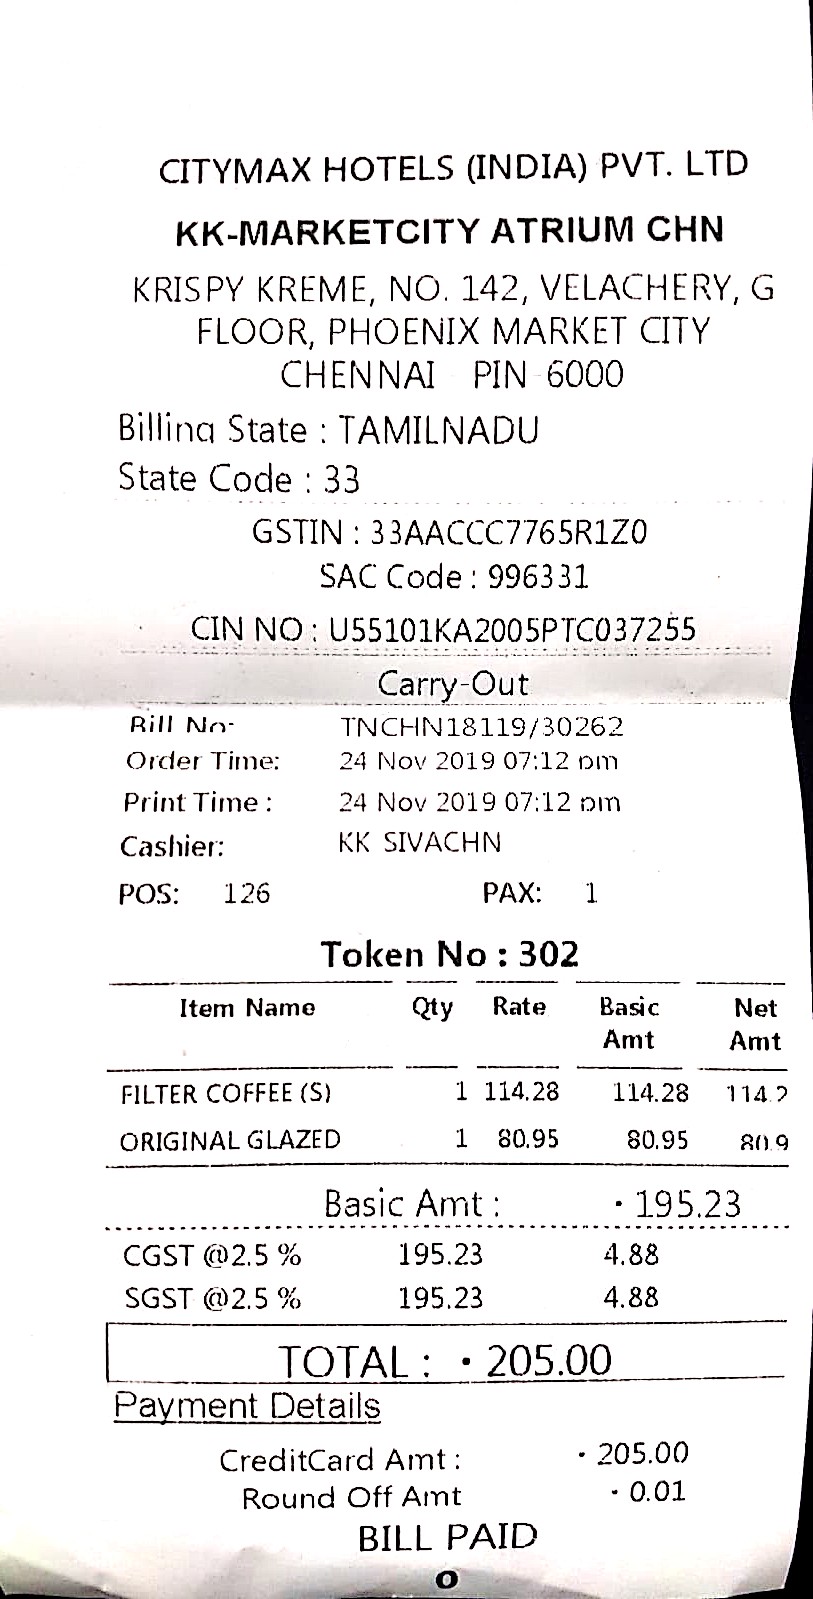 CITYMAX HOTELS (INDIA) PVT. LTD
KK-MARKETCITY ATRIUM CHN
KRISPY KREME, NO. 142, VELACHERY, G
FLOOR, PHOENIX MARKET CITY
CHENNAI PIN 6000
Billing State : TAMILNADU
State Code : 33
GSTIN : 33AACCC7765R1Z0
SAC Code : 996331
CIN NO : U55101KA2005PTC037255
Carry-Out
Bill No: TNCHN18119/30262
Order Time: 24 Nov 2019 07:12 pm
Print Time : 24 Nov 2019 07:12 pm
Cashier: KK SIVACHN
POS: 126 PAX: 1
Token No : 302
Item Name Qty Rate Basic Amt Net Amt
FILTER COFFEE (S) 1 114.28 114.28 114.2
ORIGINAL GLAZED 1 80.95 80.95 80.9
Basic Amt : 195.23
CGST @2.5 % 195.23 4.88
SGST @2.5 % 195.23 4.88
TOTAL : 205.00
Payment Details
CreditCard Amt : 205.00
Round Off Amt 0.01
BILL PAID
O